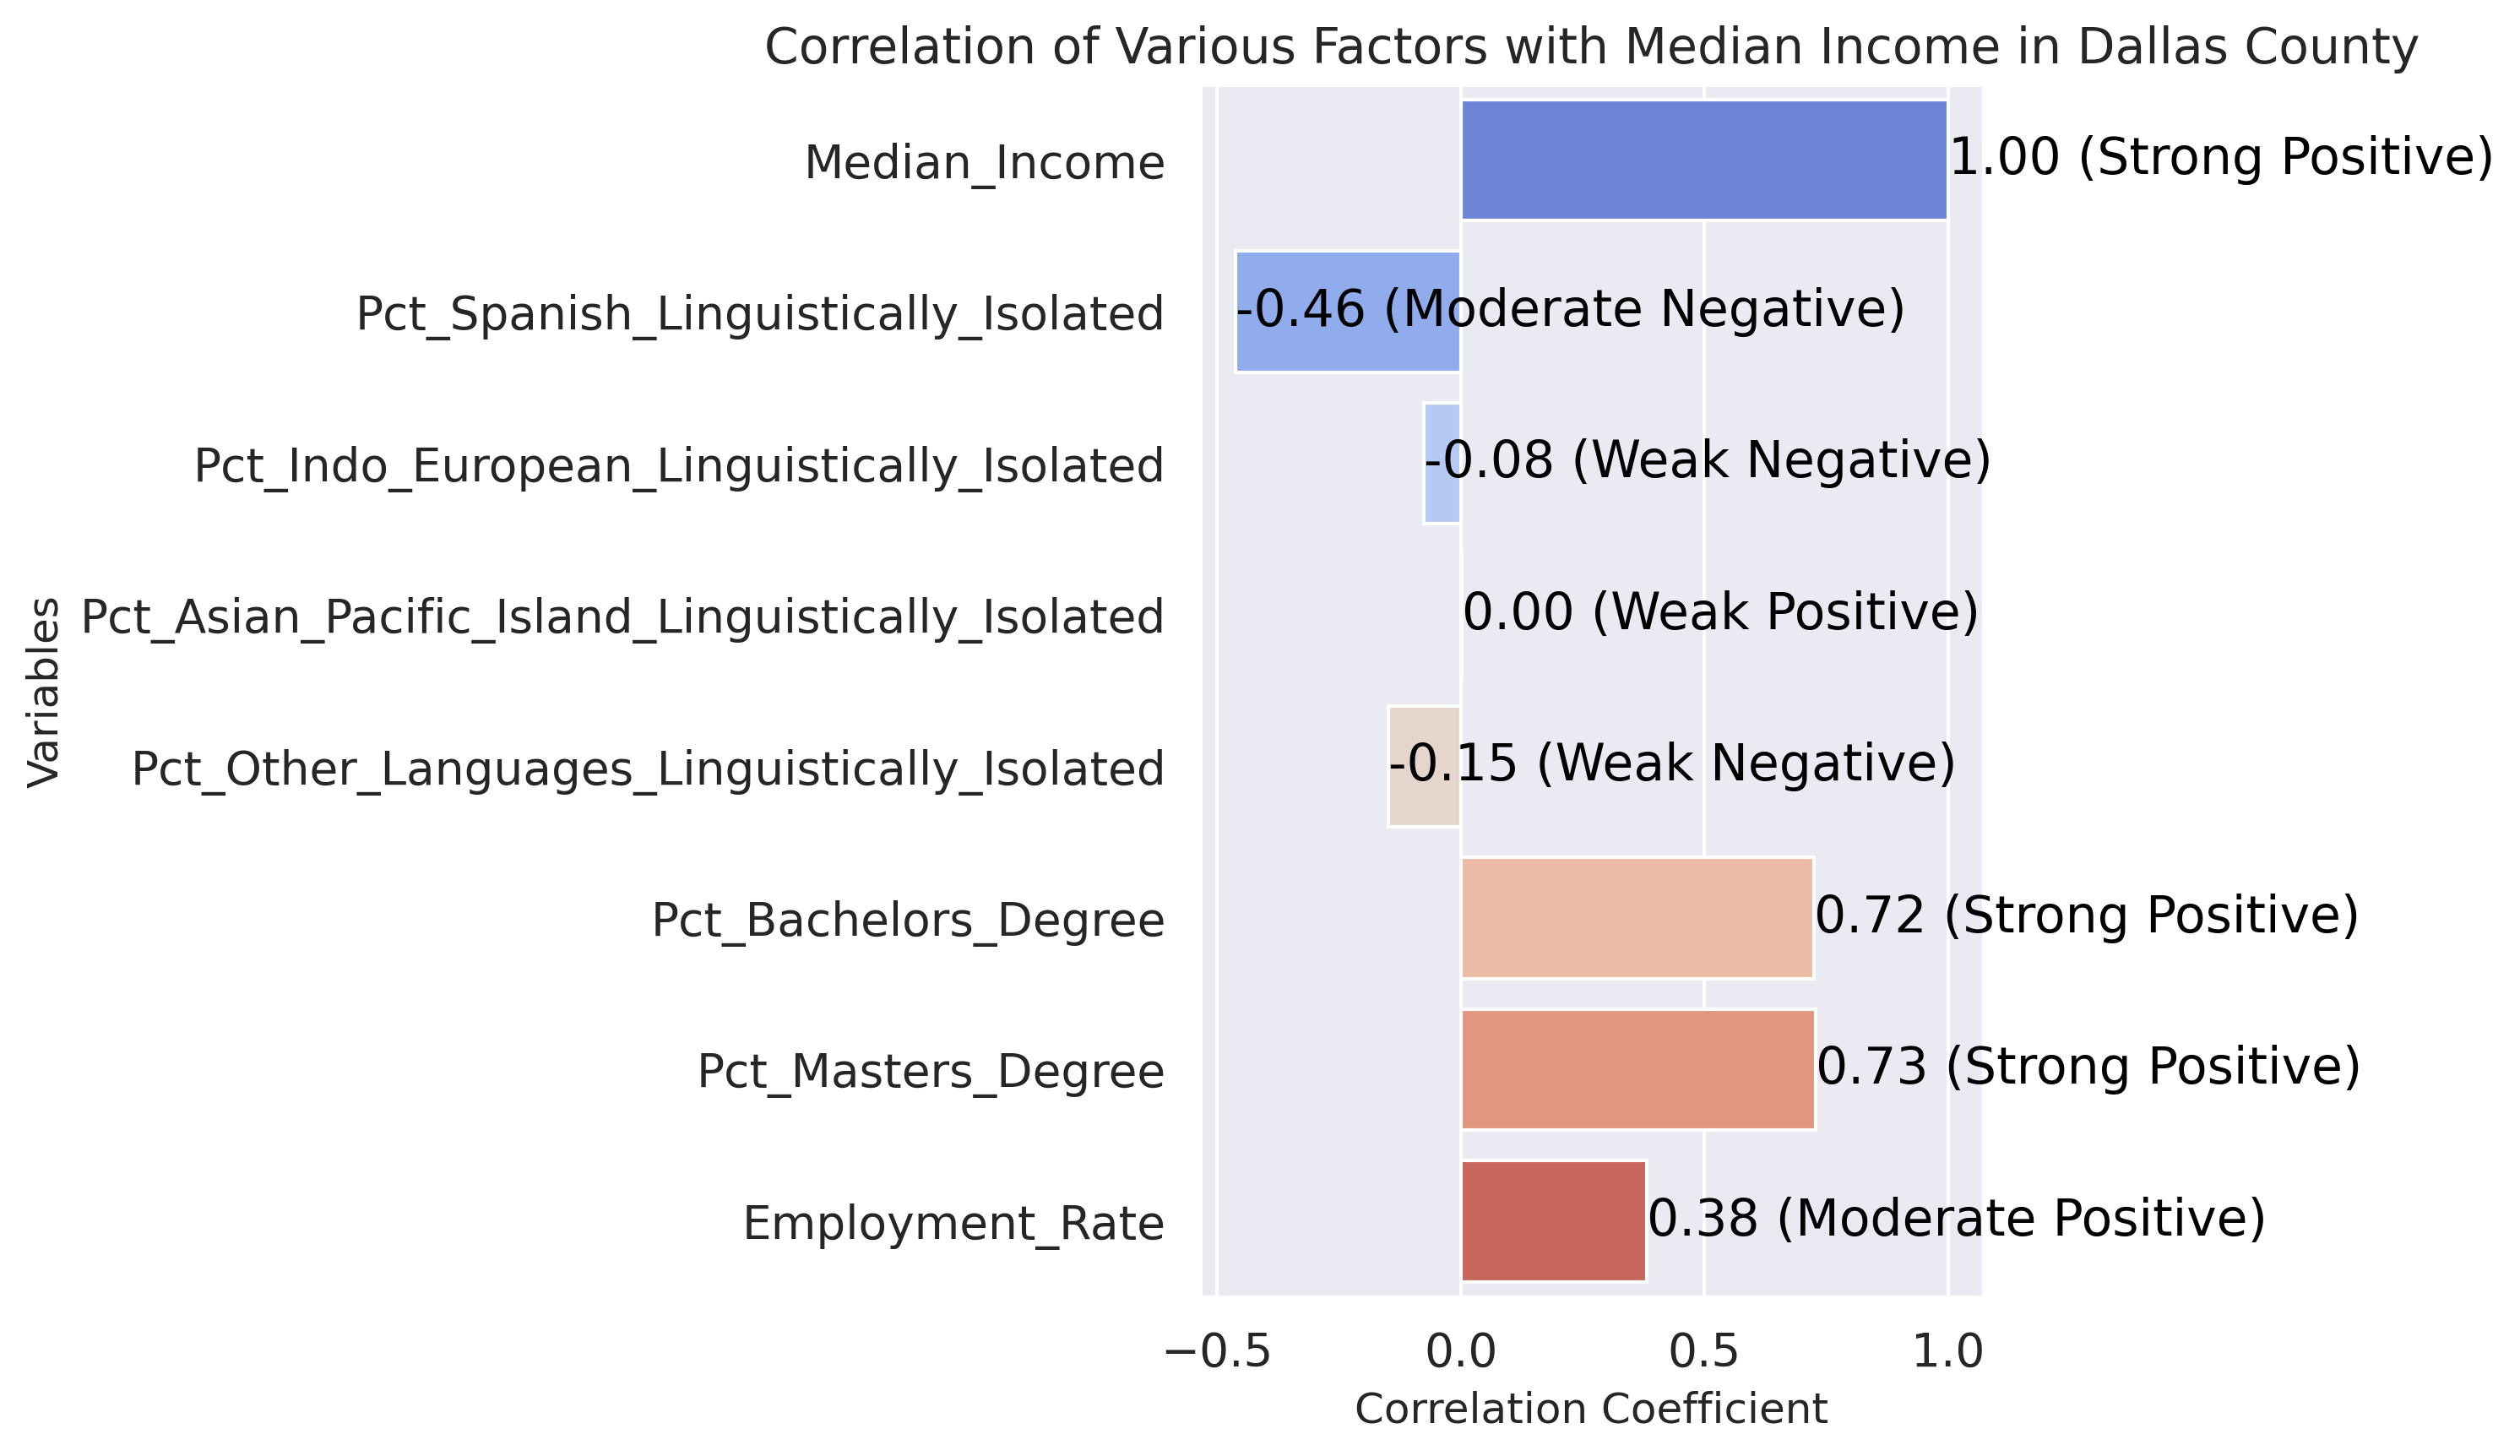 Correlation of Various Factors with Median Income in Dallas County
Median_Income
1.00 (Strong Positive)
Pct_Spanish_Linguistically_Isolated
-0.46 (Moderate Negative)
Pct_Indo_European_Linguistically_Isolated
-0.08 (Weak Negative)
Pct_Asian_Pacific_Island_Linguistically_Isolated
0.00 (Weak Positive)
Pct_Other_Languages_Linguistically_Isolated
-0.15 (Weak Negative)
Pct_Bachelors_Degree
0.72 (Strong Positive)
Pct_Masters_Degree
0.73 (Strong Positive)
Employment_Rate
0.38 (Moderate Positive)
Variables
−0.5 0.0 0.5 1.0
Correlation Coefficient